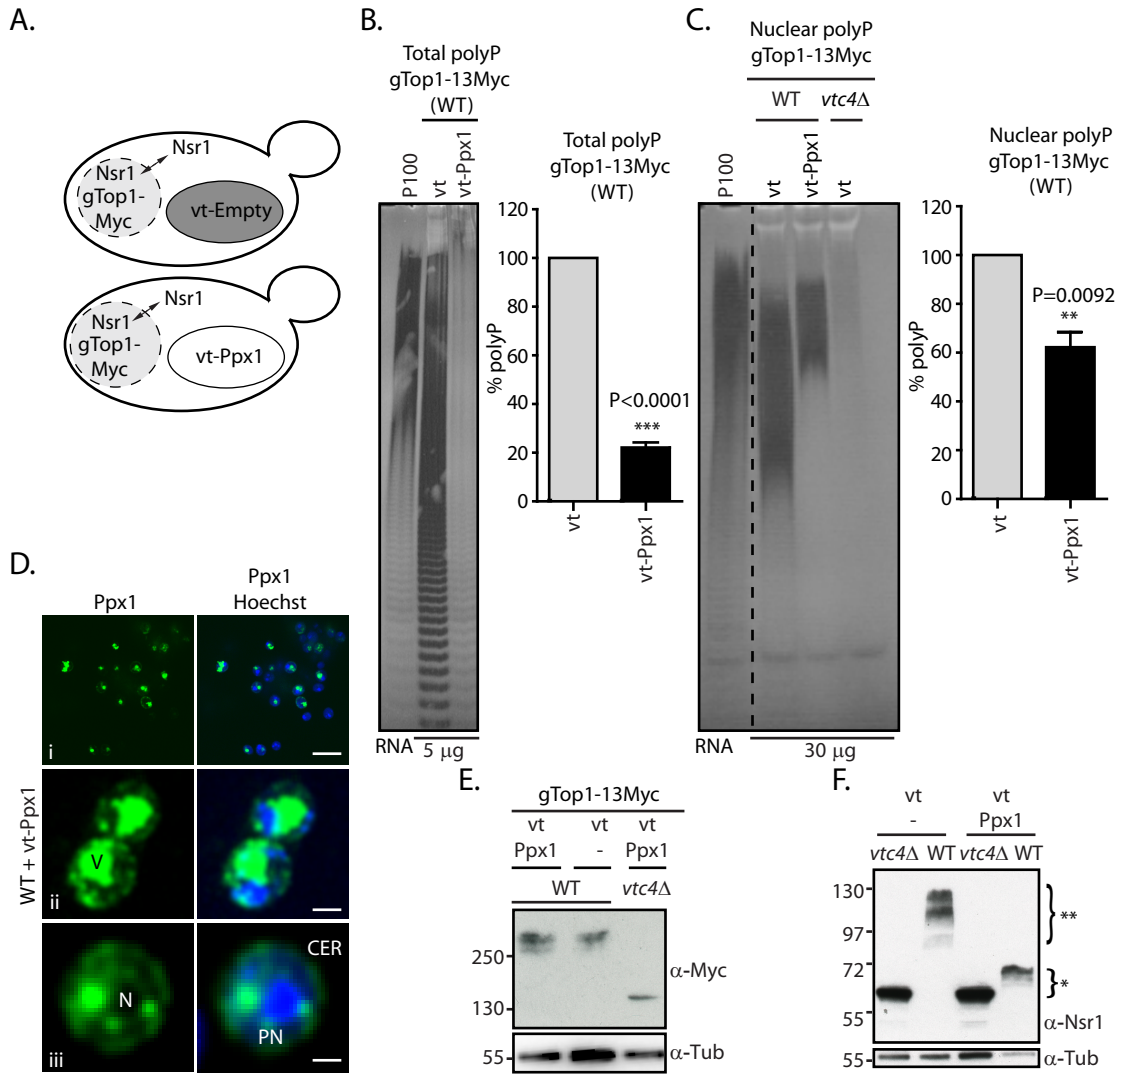 A.
Nsr1
Nsr1
gTop1-
Myc
vt-Empty
Nsr1
Nsr1
gTop1-
Myc
vt-Ppx1
B.
Total polyP
gTop1-13Myc
(WT)
P100
vt
vt-Ppx1
RNA 5 μg
Total polyP
gTop1-13Myc
(WT)
% polyP
120
100
80
60
40
20
0
P<0.0001
***
vt
vt-Ppx1
C.
Nuclear polyP
gTop1-13Myc
WT vtc4Δ
P100
vt
vt-Ppx1
vt
RNA 30 μg
Nuclear polyP
gTop1-13Myc
(WT)
% polyP
120
100
80
60
40
20
0
P=0.0092
**
vt
vt-Ppx1
D.
Ppx1
Ppx1
Hoechst
WT + vt-Ppx1
i
V
ii
N
iii
CER
PN
E.
gTop1-13Myc
vt vt vt
Ppx1 - Ppx1
WT vtc4Δ
250
130
α-Myc
55
α-Tub
F.
vt vt
- Ppx1
vtc4Δ WT vtc4Δ WT
130
97
72
55
**
*
α-Nsr1
55
α-Tub